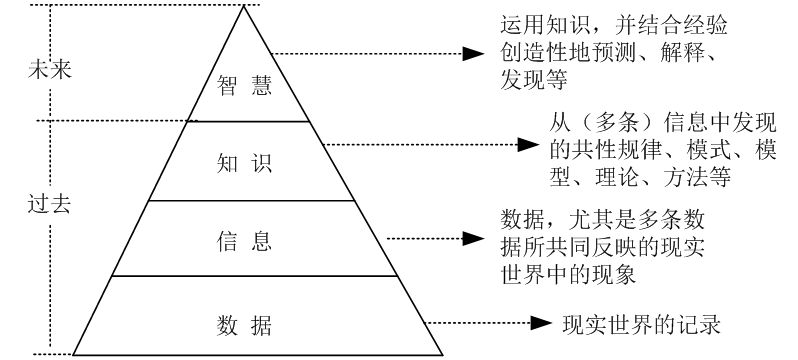 运用知识，并结合经验
创造性地预测、解释、
发现等
未来
智 慧
从（多条）信息中发现
的共性规律、模式、模
型、理论、方法等
知 识
过去
数据，尤其是多条数
据所共同反映的现实
世界中的现象
信 息
数 据
现实世界的记录